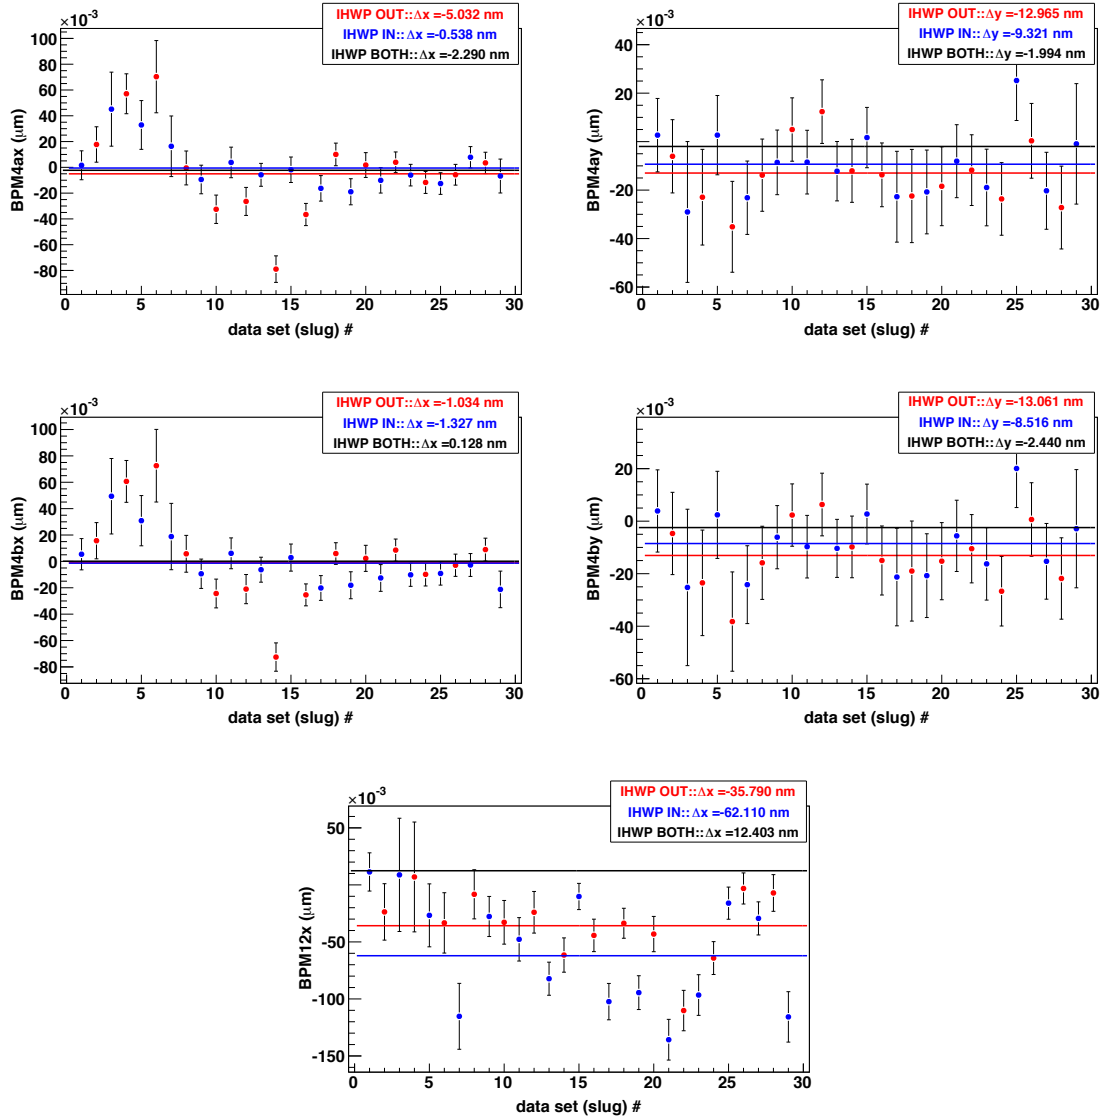 ×10⁻³
IHWP OUT::Δx =-5.032 nm
IHWP IN::Δx =-0.538 nm
IHWP BOTH::Δx =-2.290 nm
100
80
60
40
20
0
-20
-40
-60
-80
BPM4ax (μm)
0 5 10 15 20 25 30
data set (slug) #
×10⁻³
IHWP OUT::Δy =-12.965 nm
IHWP IN::Δy =-9.321 nm
IHWP BOTH::Δy =-1.994 nm
40
20
0
-20
-40
-60
BPM4ay (μm)
0 5 10 15 20 25 30
data set (slug) #
×10⁻³
IHWP OUT::Δx =-1.034 nm
IHWP IN::Δx =-1.327 nm
IHWP BOTH::Δx =0.128 nm
100
80
60
40
20
0
-20
-40
-60
-80
BPM4bx (μm)
0 5 10 15 20 25 30
data set (slug) #
×10⁻³
IHWP OUT::Δy =-13.061 nm
IHWP IN::Δy =-8.516 nm
IHWP BOTH::Δy =-2.440 nm
20
0
-20
-40
-60
BPM4by (μm)
0 5 10 15 20 25 30
data set (slug) #
×10⁻³
IHWP OUT::Δx =-35.790 nm
IHWP IN::Δx =-62.110 nm
IHWP BOTH::Δx =12.403 nm
50
-50
-100
-150
BPM12x (μm)
0 5 10 15 20 25 30
data set (slug) #